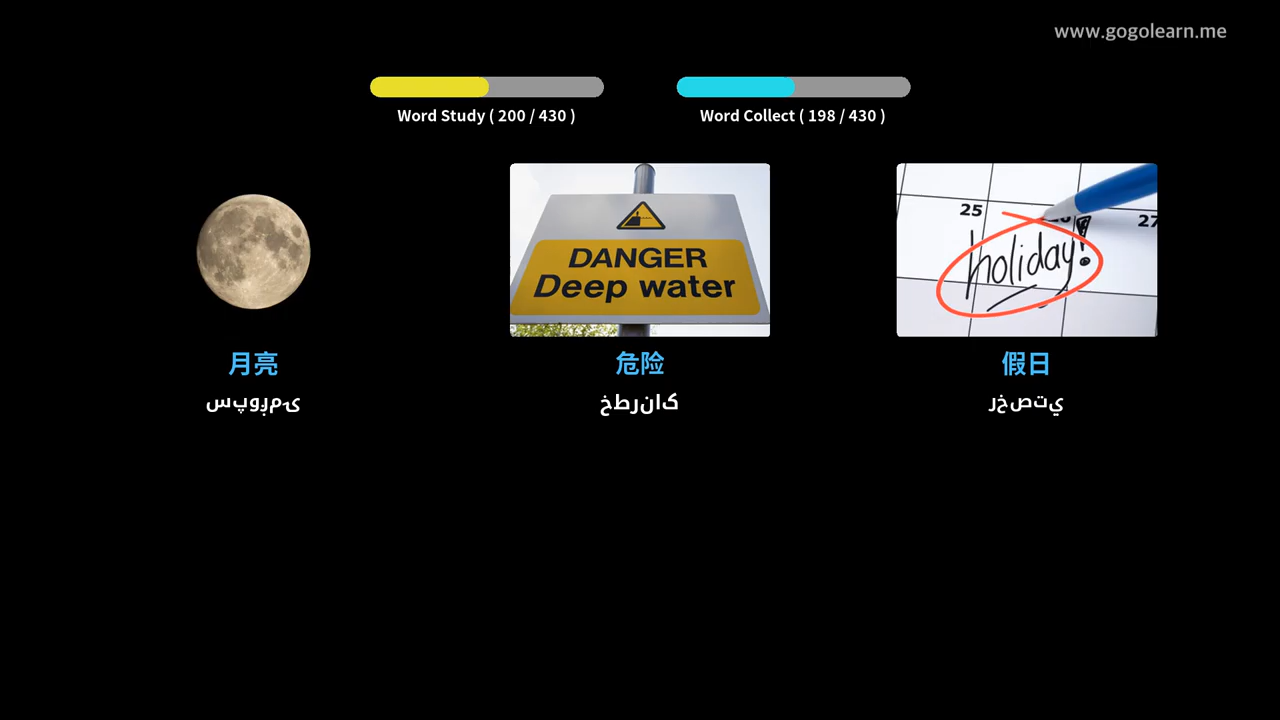 www.gogolearn.me
Word Study ( 200 / 430 )
Word Collect ( 198 / 430 )
DANGER
Deep water
25
27
holiday!
月亮
危险
假日
سپوږمۍ
خطرناک
رخصتي